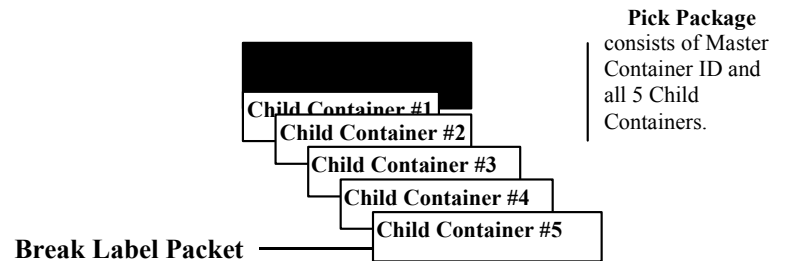 Pick Package
consists of Master
Container ID and
all 5 Child
Containers.
Child Container #1
Child Container #2
Child Container #3
Child Container #4
Child Container #5
Break Label Packet